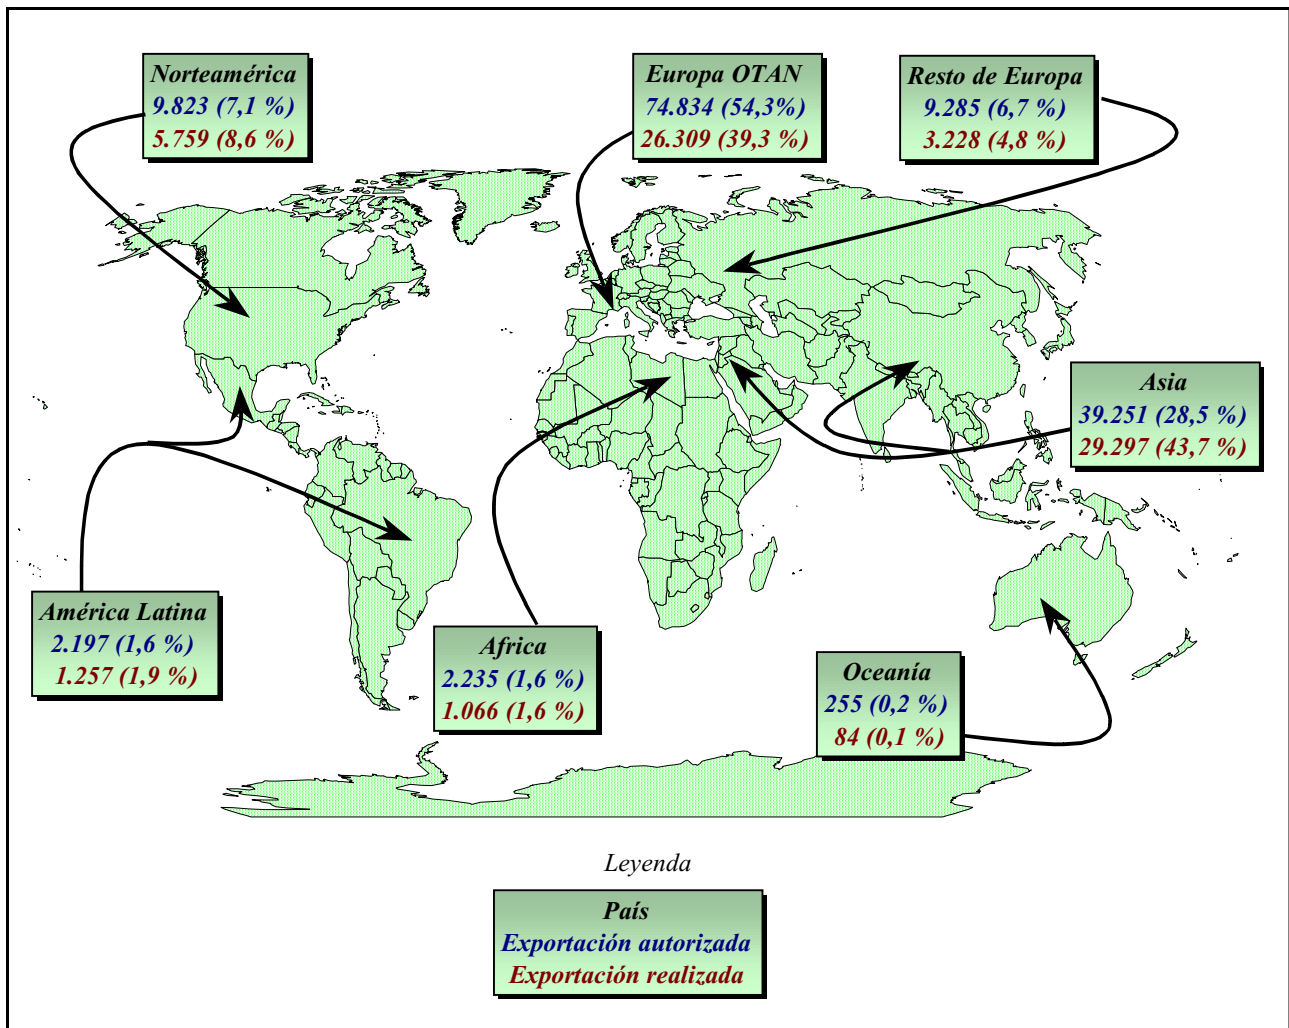 Norteamérica
9.823 (7,1 %)
5.759 (8,6 %)
Europa OTAN
74.834 (54,3%)
26.309 (39,3 %)
Resto de Europa
9.285 (6,7 %)
3.228 (4,8 %)
Asia
39.251 (28,5 %)
29.297 (43,7 %)
América Latina
2.197 (1,6 %)
1.257 (1,9 %)
Africa
2.235 (1,6 %)
1.066 (1,6 %)
Oceanía
255 (0,2 %)
84 (0,1 %)
Leyenda
País
Exportación autorizada
Exportación realizada